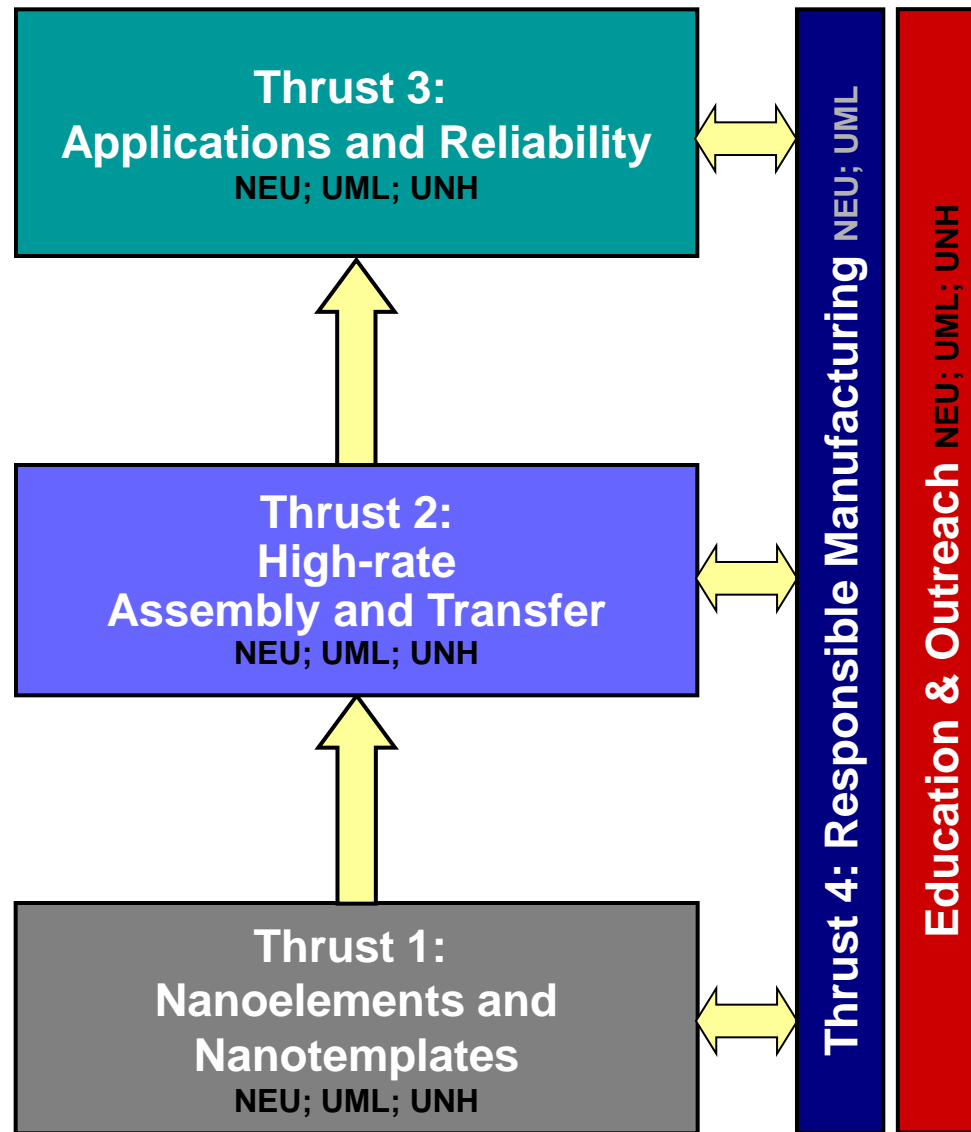 Thrust 3:
Applications and Reliability
NEU; UML; UNH
Thrust 2:
High-rate
Assembly and Transfer
NEU; UML; UNH
Thrust 1:
Nanoelements and
Nanotemplates
NEU; UML; UNH
Thrust 4: Responsible Manufacturing NEU; UML
Education & Outreach NEU; UML; UNH